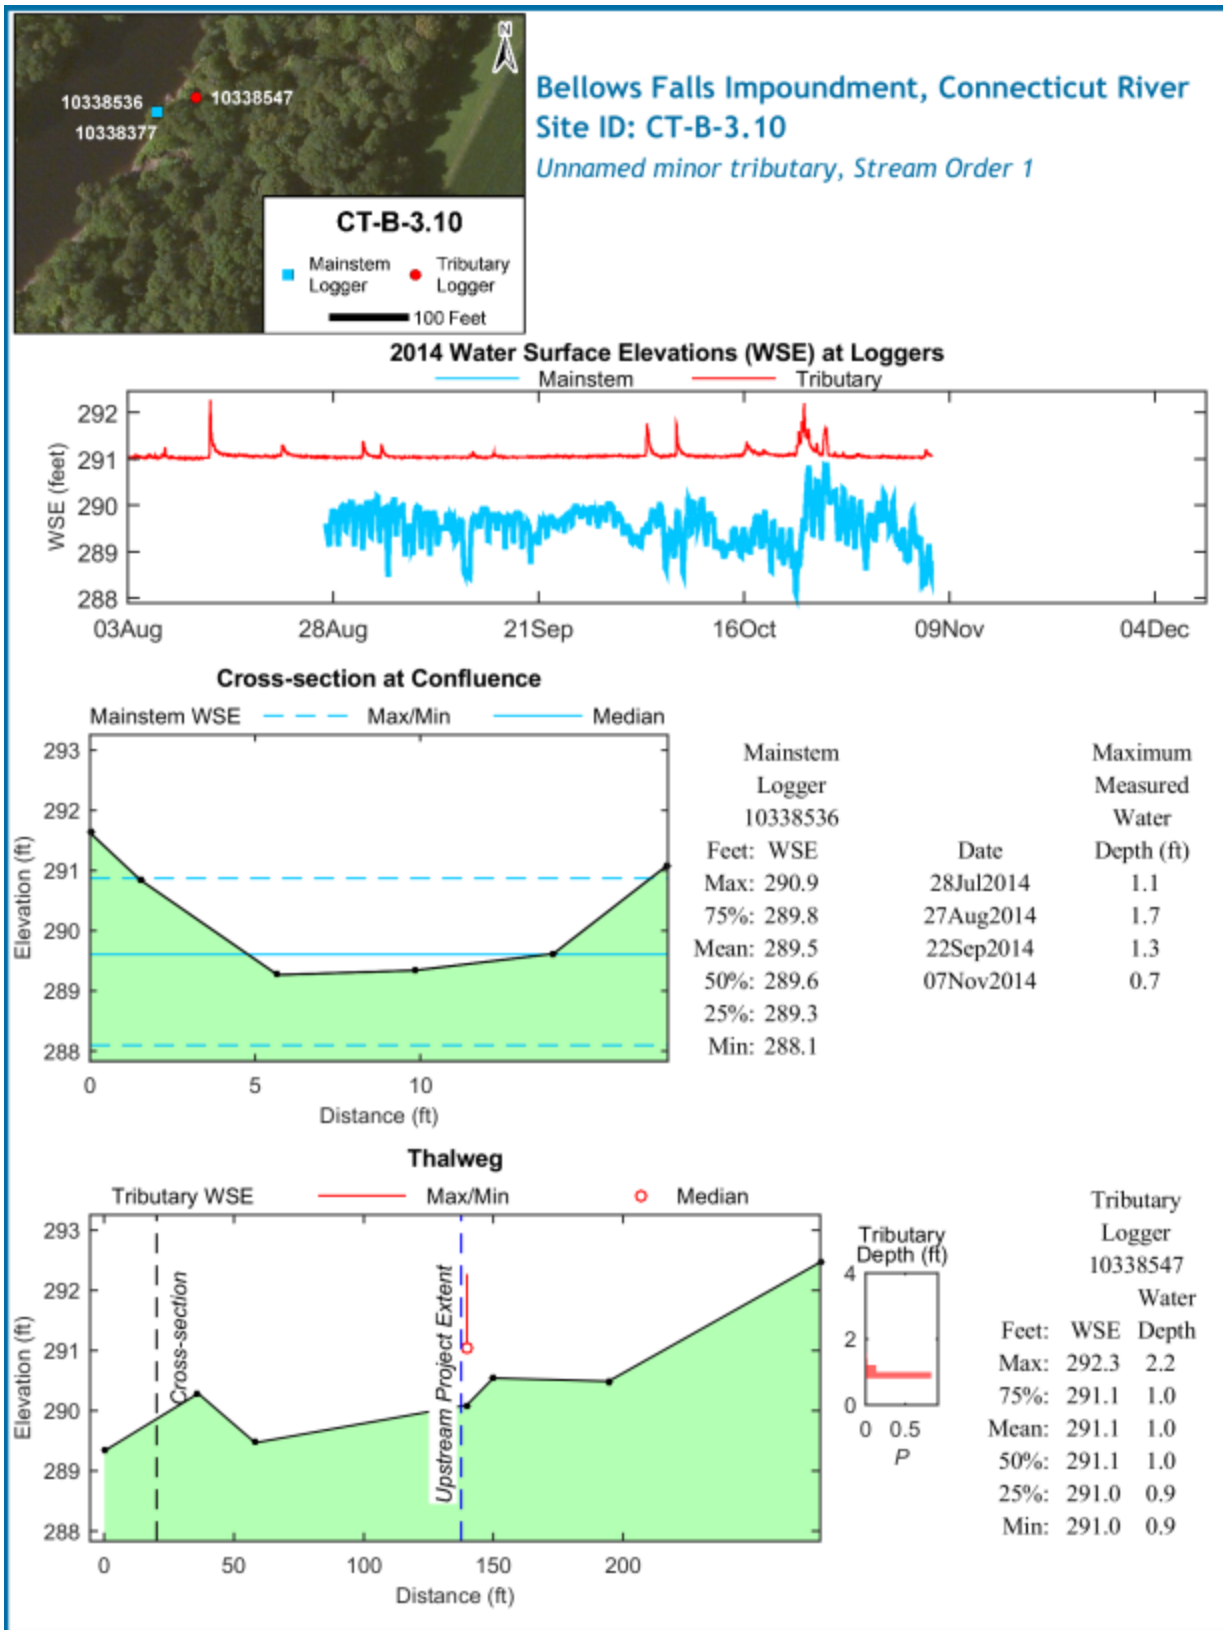 N
10338536
10338547
10338377
CT-B-3.10
Mainstem Logger
Tributary Logger
100 Feet
Bellows Falls Impoundment, Connecticut River
Site ID: CT-B-3.10
Unnamed minor tributary, Stream Order 1
2014 Water Surface Elevations (WSE) at Loggers
Mainstem Tributary
WSE (feet)
292
291
290
289
288
03Aug 28Aug 21Sep 16Oct 09Nov 04Dec
Cross-section at Confluence
Mainstem WSE Max/Min Median
Elevation (ft)
293
292
291
290
289
288
0 5 10
Distance (ft)
Mainstem Maximum
Logger Measured
10338536 Water
Feet: WSE Date Depth (ft)
Max: 290.9 28Jul2014 1.1
75%: 289.8 27Aug2014 1.7
Mean: 289.5 22Sep2014 1.3
50%: 289.6 07Nov2014 0.7
25%: 289.3
Min: 288.1
Thalweg
Tributary WSE Max/Min Median
Elevation (ft)
293
292
291
290
289
288
Cross-section
Upstream Project Extent
0 50 100 150 200
Distance (ft)
Tributary
Depth (ft)
4
2
0
0 0.5
P
Tributary
Logger
10338547
Water
Feet: WSE Depth
Max: 292.3 2.2
75%: 291.1 1.0
Mean: 291.1 1.0
50%: 291.1 1.0
25%: 291.0 0.9
Min: 291.0 0.9